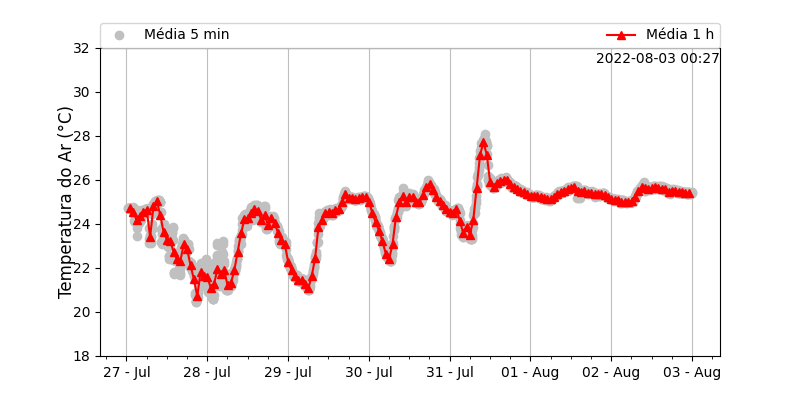 Média 5 min
Média 1 h
2022-08-03 00:27
Temperatura do Ar (°C)
32
30
28
26
24
22
20
18
27 - Jul
28 - Jul
29 - Jul
30 - Jul
31 - Jul
01 - Aug
02 - Aug
03 - Aug